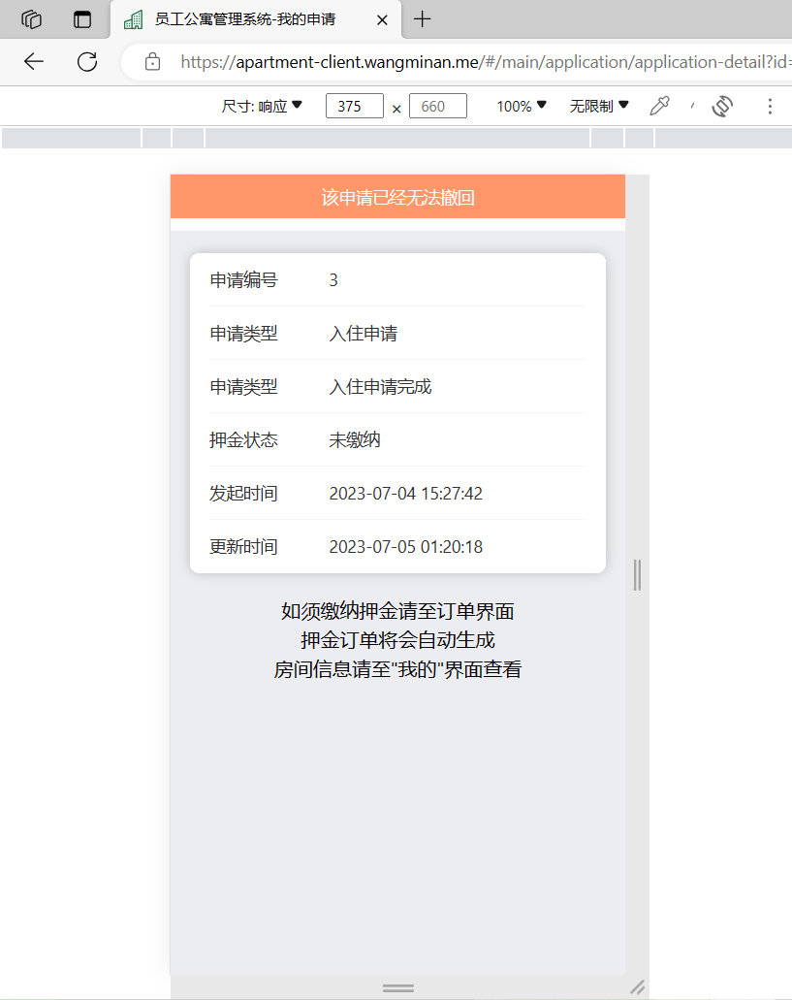 员工公寓管理系统-我的申请
https://apartment-client.wangminan.me/#/main/application/application-detail?id=
尺寸: 响应 375 × 660 100% 无限制
该申请已经无法撤回
申请编号 3
申请类型 入住申请
申请类型 入住申请完成
押金状态 未缴纳
发起时间 2023-07-04 15:27:42
更新时间 2023-07-05 01:20:18
如须缴纳押金请至订单界面
押金订单将会自动生成
房间信息请至"我的"界面查看